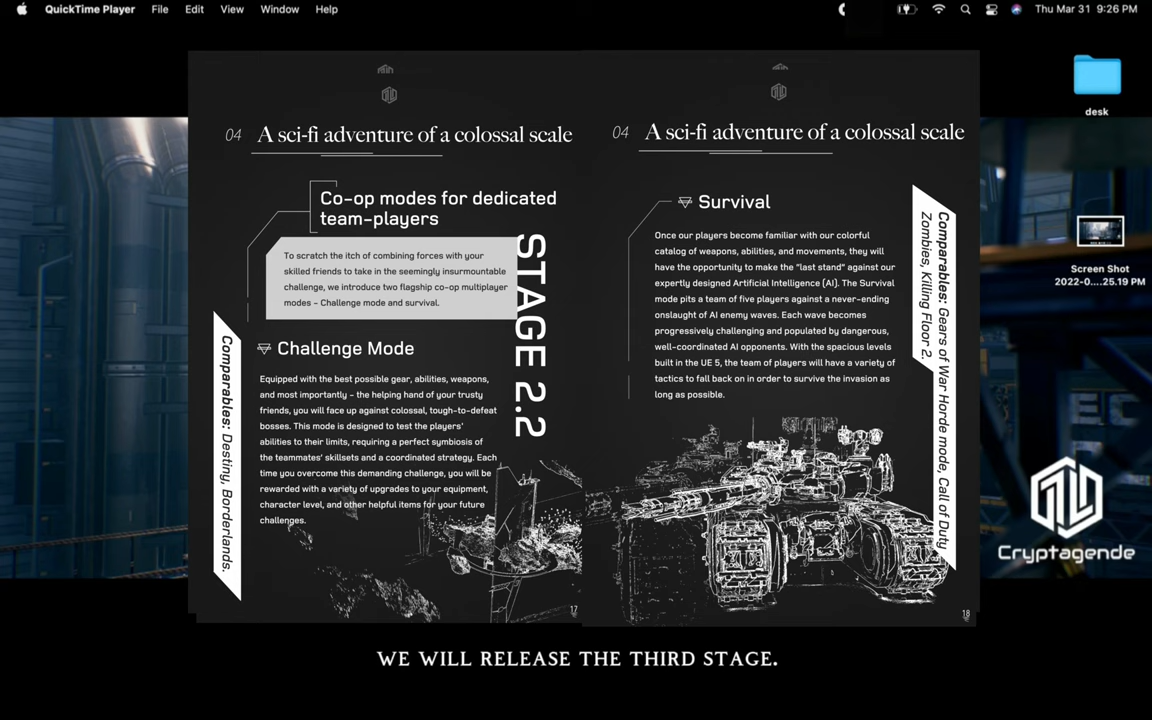 QuickTime Player File Edit View Window Help
Thu Mar 31 9:26 PM
desk
Screen Shot
2022-0....25.19 PM
04 A sci-fi adventure of a colossal scale
Co-op modes for dedicated
team-players
To scratch the itch of combining forces with your
skilled friends to take in the seemingly insurmountable
challenge, we introduce two flagship co-op multiplayer
modes - Challenge mode and survival.
STAGE 2.2
Challenge Mode
Equipped with the best possible gear, abilities, weapons,
and most importantly - the helping hand of your trusty
friends, you will face up against colossal, tough-to-defeat
bosses. This mode is designed to test the players'
abilities to their limits, requiring a perfect symbiosis of
the teammates' skillsets and a coordinated strategy. Each
time you overcome this demanding challenge, you will be
rewarded with a variety of upgrades to your equipment,
character level, and other helpful items for your future
challenges.
Comparables: Destiny, Borderlands.
17
04 A sci-fi adventure of a colossal scale
Survival
Once our players become familiar with our colorful
catalog of weapons, abilities, and movements, they will
have the opportunity to make the "last stand" against our
expertly designed Artificial Intelligence (AI). The Survival
mode pits a team of five players against a never-ending
onslaught of AI enemy waves. Each wave becomes
progressively challenging and populated by dangerous,
well-coordinated AI opponents. With the spacious levels
built in the UE 5, the team of players will have a variety of
tactics to fall back on in order to survive the invasion as
long as possible.
Comparables: Gears of War Horde mode, Call of Duty
Zombies, Killing Floor 2.
18
EC
Cryptagende
WE WILL RELEASE THE THIRD STAGE.